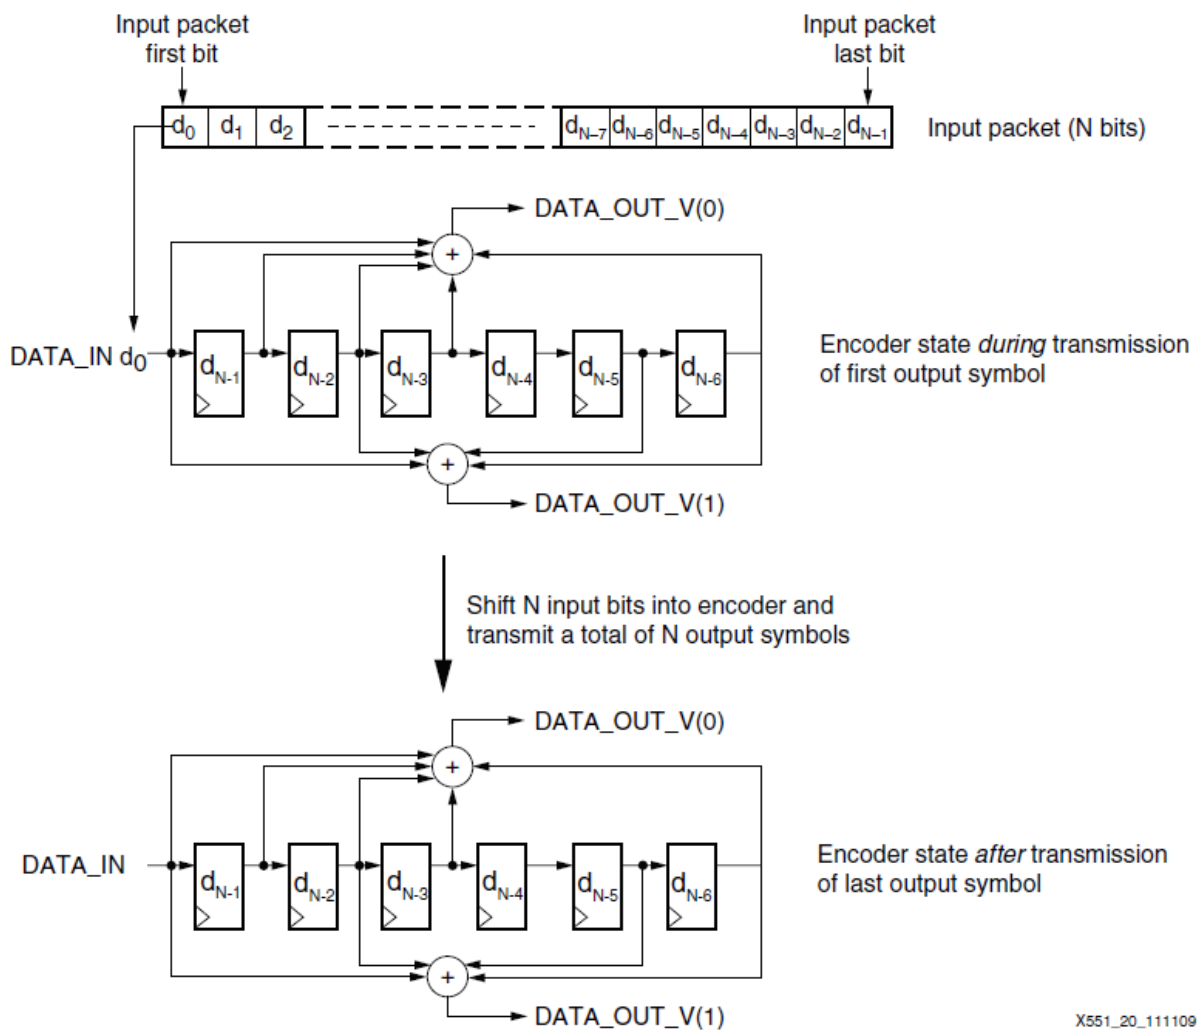 Input packet
first bit
Input packet
last bit
d0 d1 d2 dN–7 dN–6 dN–5 dN–4 dN–3 dN–2 dN–1 Input packet (N bits)
DATA_OUT_V(0)
+
DATA_IN d0 dN-1 dN-2 dN-3 dN-4 dN-5 dN-6
Encoder state during transmission
of first output symbol
+
DATA_OUT_V(1)
Shift N input bits into encoder and
transmit a total of N output symbols
DATA_OUT_V(0)
+
DATA_IN dN-1 dN-2 dN-3 dN-4 dN-5 dN-6
Encoder state after transmission
of last output symbol
+
DATA_OUT_V(1)
X551_20_111109